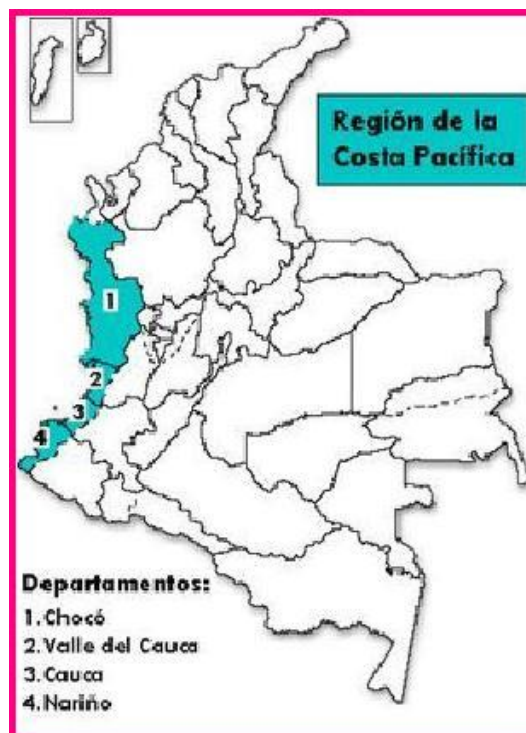 Región de la
Costa Pacífica
1
2
3
4
Departamentos:
1.Chocó
2.Valle del Cauca
3.Cauca
4.Nariño